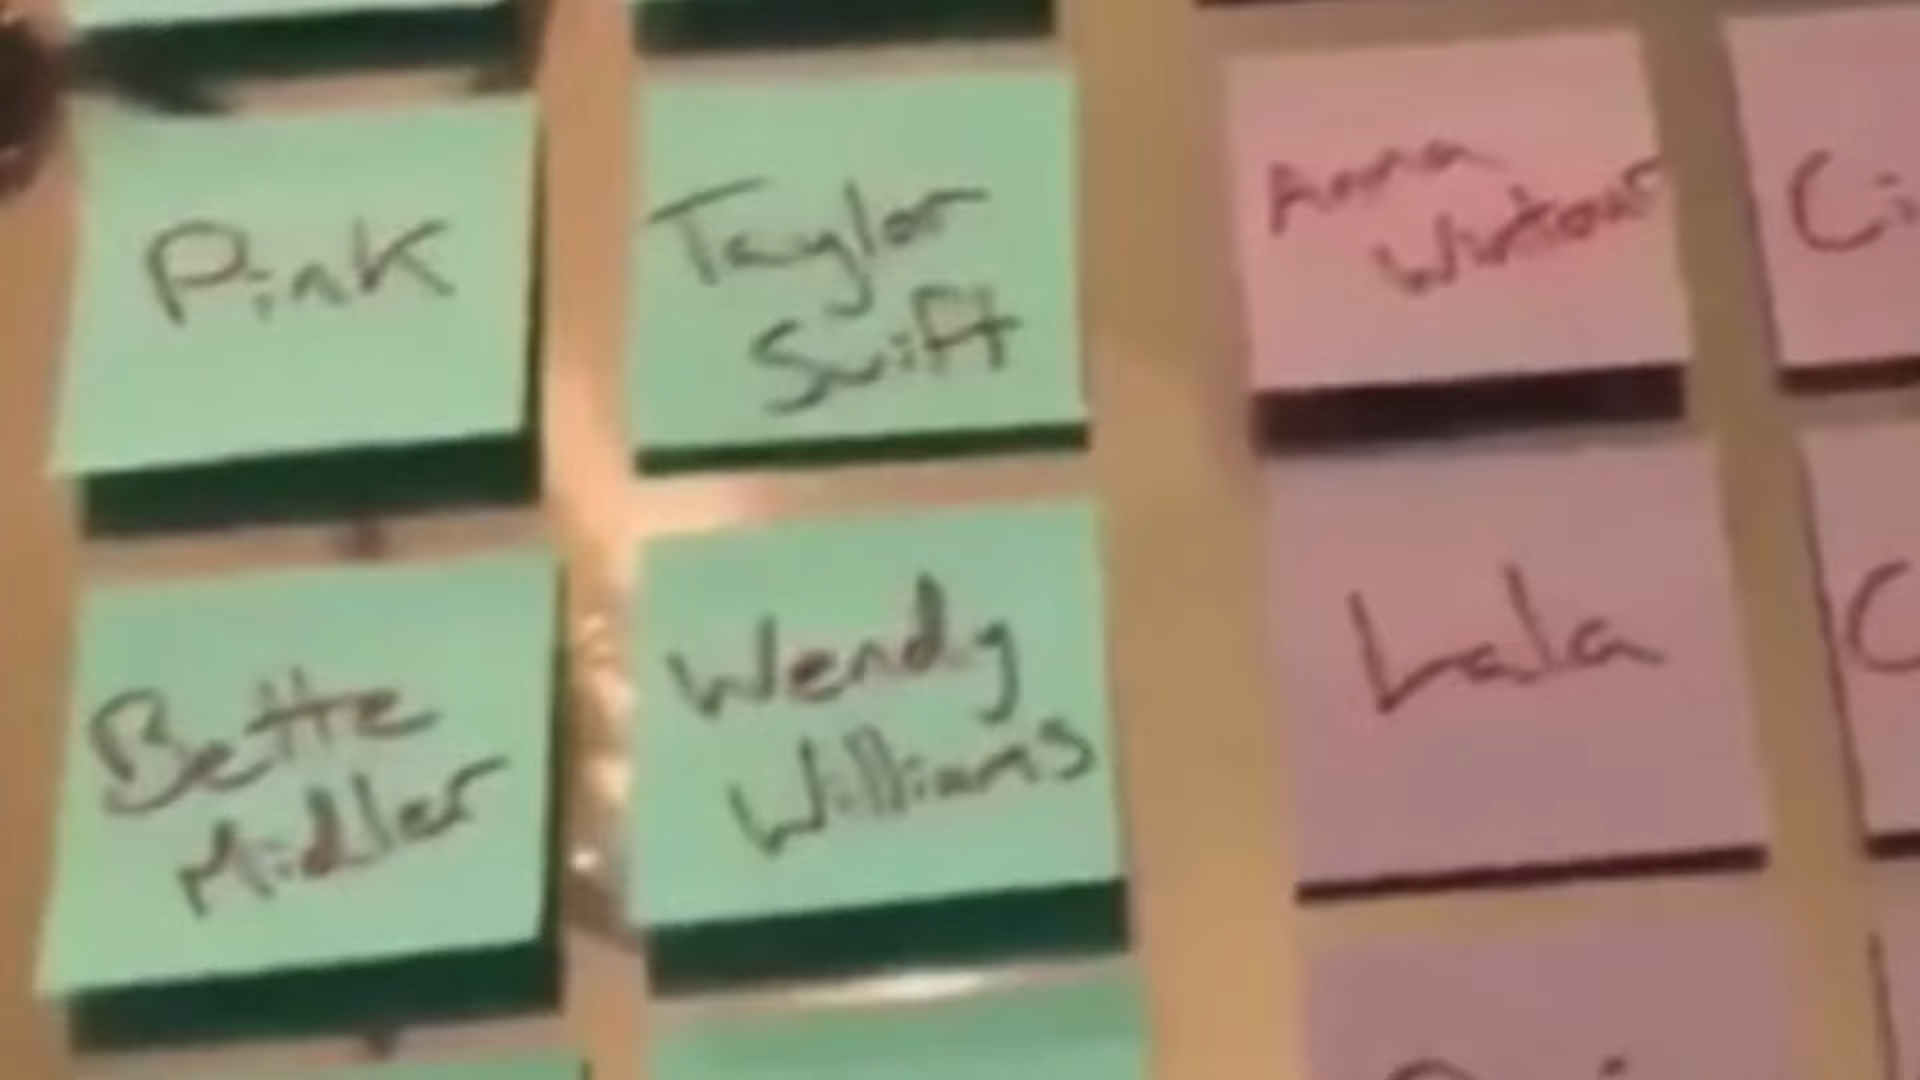 Pink
Taylor
Swift
Anna
Wintour
Bette
Midler
Wendy
Williams
Lala